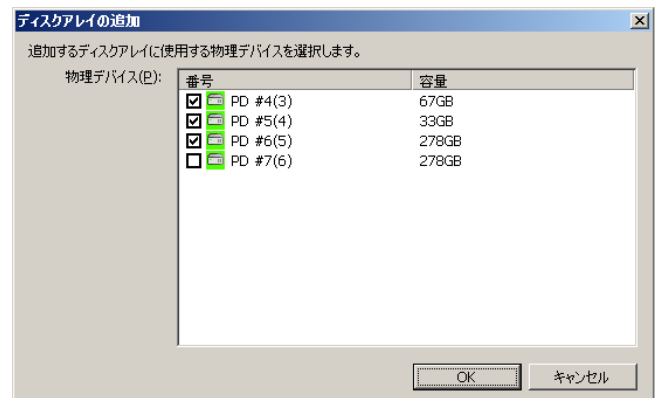 ディスクアレイの追加
追加するディスクアレイに使用する物理デバイスを選択します。
物理デバイス(P):
番号 容量
PD #4(3) 67GB
PD #5(4) 33GB
PD #6(5) 278GB
PD #7(6) 278GB
OK キャンセル